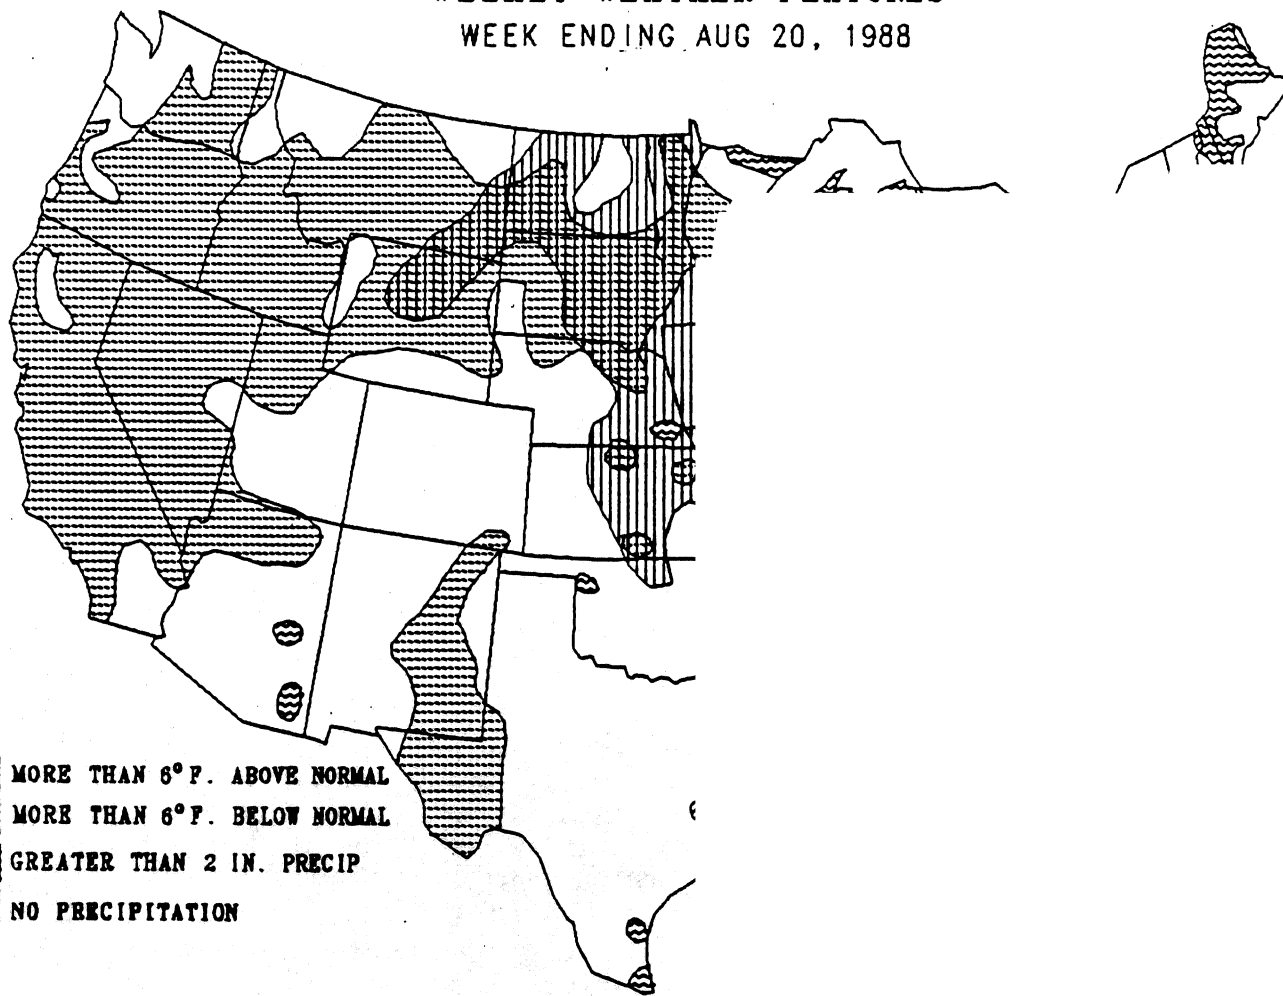 WEEK ENDING AUG 20, 1988
MORE THAN 6° F. ABOVE NORMAL
MORE THAN 6° F. BELOW NORMAL
GREATER THAN 2 IN. PRECIP
NO PRECIPITATION